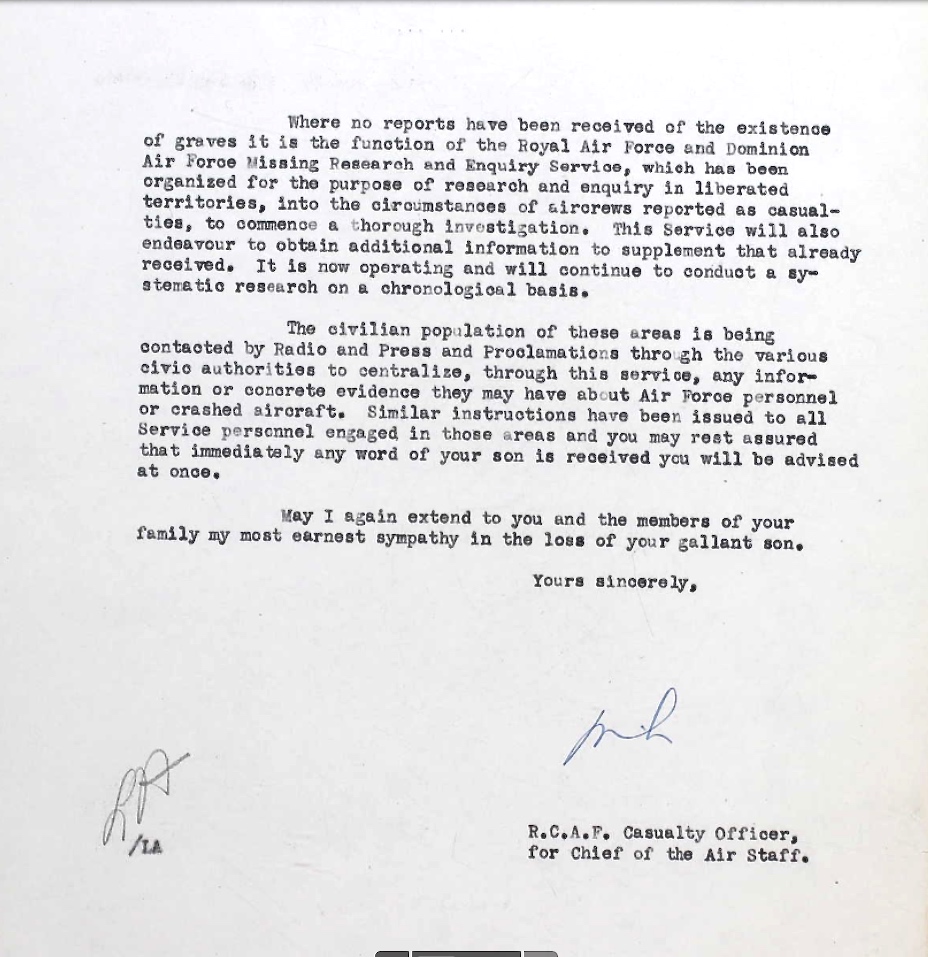 Where no reports have been received of the existence
of graves it is the function of the Royal Air Force and Dominion
Air Force Missing Research and Enquiry Service, which has been
organized for the purpose of research and enquiry in liberated
territories, into the circumstances of aircrews reported as casual-
ties, to commence a thorough investigation. This Service will also
endeavour to obtain additional information to supplement that already
received. It is now operating and will continue to conduct a sy-
stematic research on a chronological basis.
The civilian population of these areas is being
contacted by Radio and Press and Proclamations through the various
civic authorities to centralize, through this service, any infor-
mation or concrete evidence they may have about Air Force personnel
or crashed aircraft. Similar instructions have been issued to all
Service personnel engaged in those areas and you may rest assured
that immediately any word of your son is received you will be advised
at once.
May I again extend to you and the members of your
family my most earnest sympathy in the loss of your gallant son.
Yours sincerely,
/IA
R.C.A.F. Casualty Officer,
for Chief of the Air Staff.